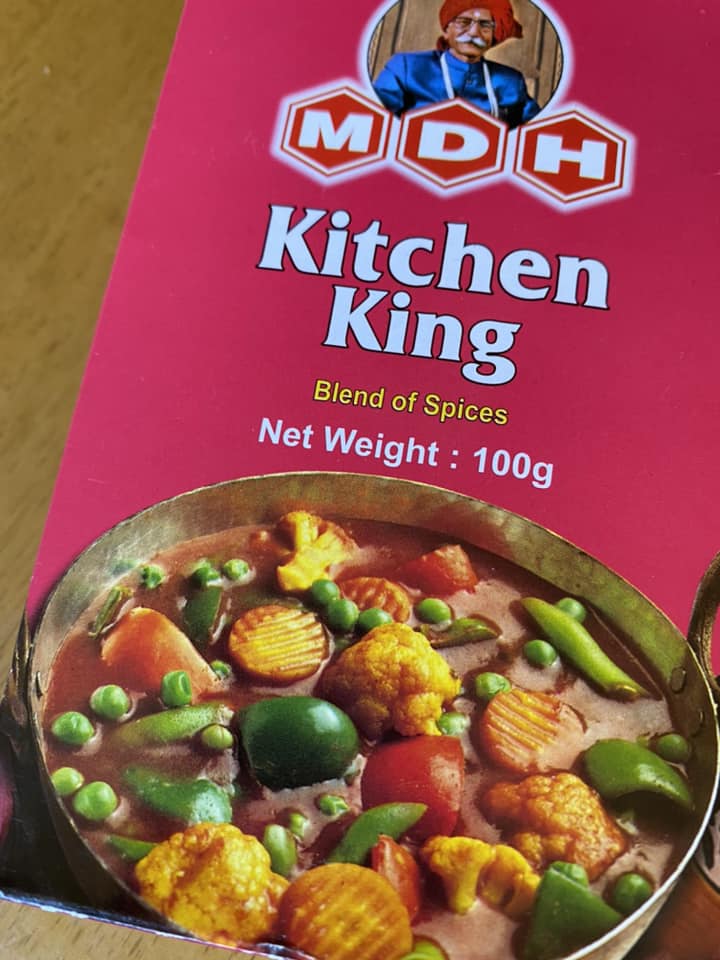 MDH
Kitchen
King
Blend of Spices
Net Weight : 100g